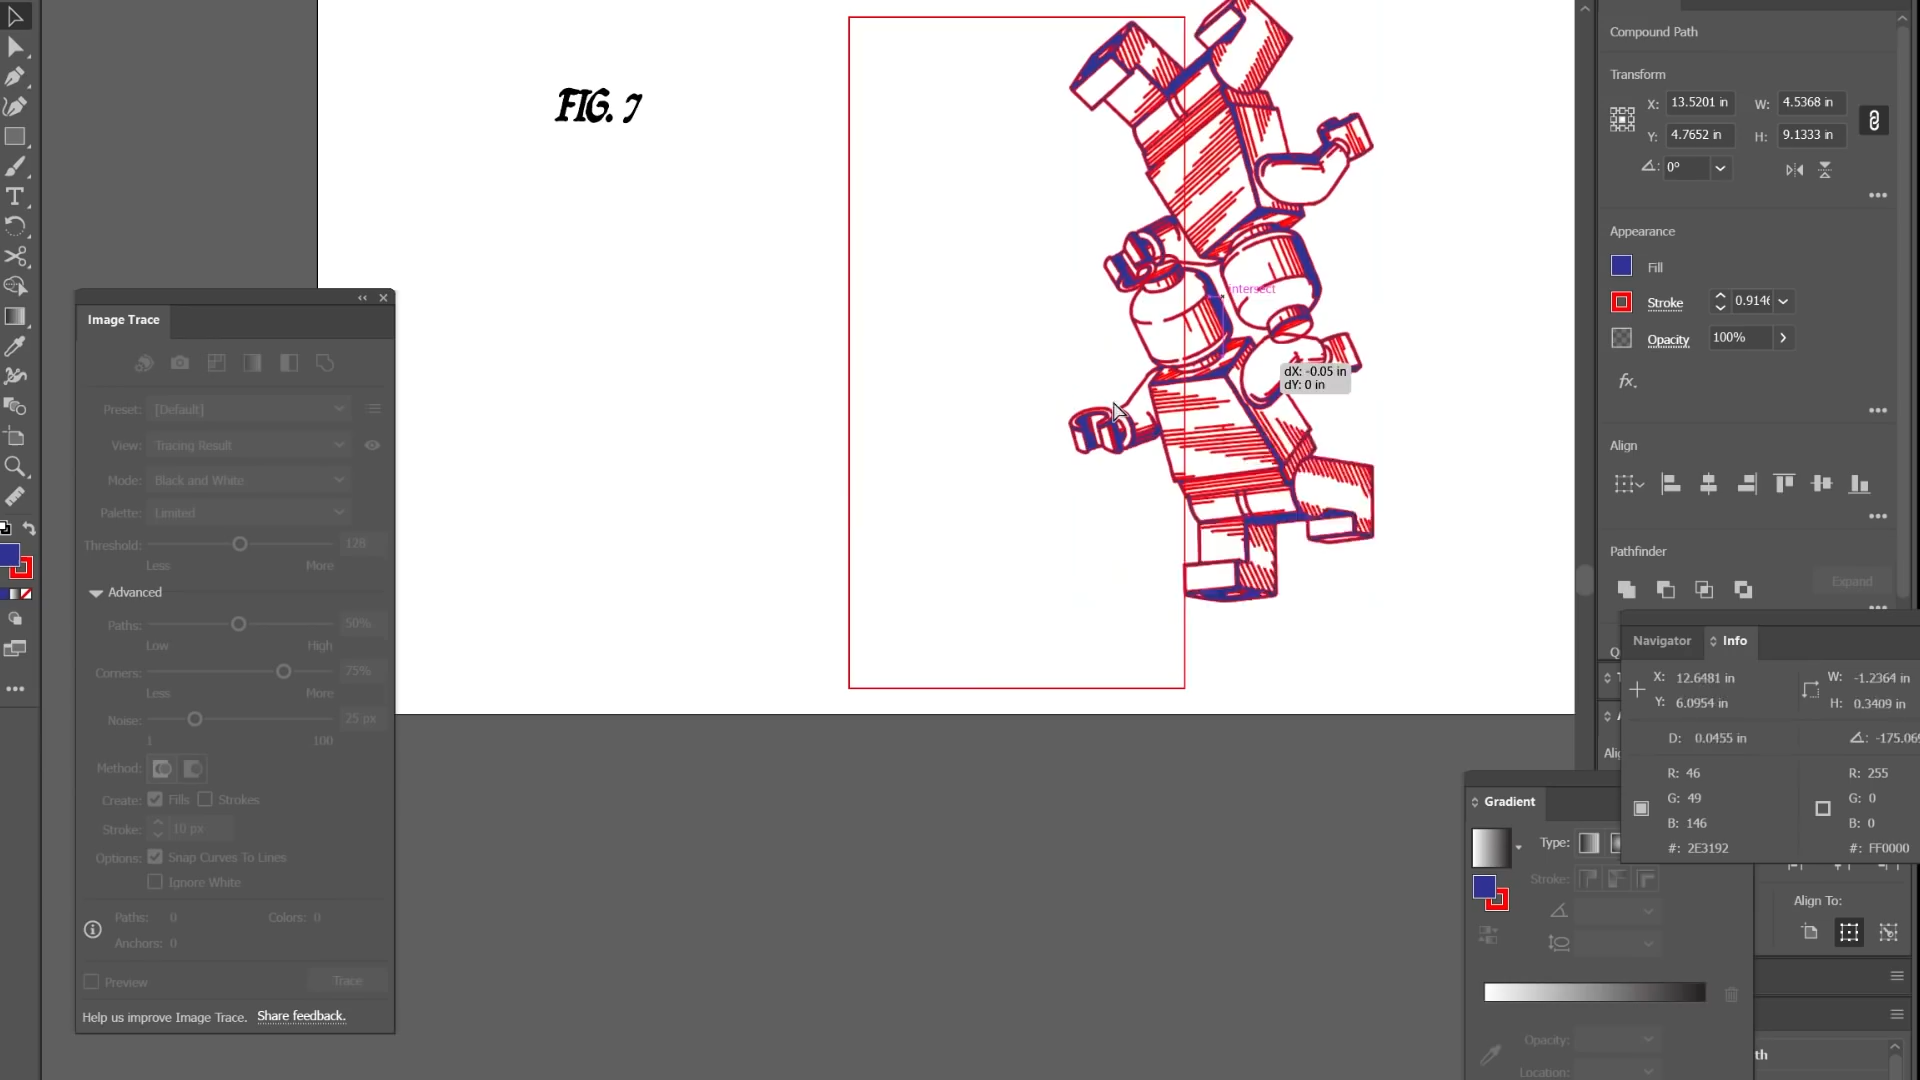 FIG. 7
intersect
dX: -0.05 in
dY: 0 in
Image Trace
Preset: [Default]
View: Tracing Result
Mode: Black and White
Palette: Limited
Threshold: 128
Less More
Advanced
Paths: 50%
Low High
Corners: 75%
Less More
Noise: 25 px
1 100
Method:
Create: Fills Strokes
Stroke: 10 px
Options: Snap Curves To Lines
Ignore White
Paths: 0 Colors: 0
Anchors: 0
Preview Trace
Help us improve Image Trace. Share feedback.
Compound Path
Transform
X: 13.5201 in W: 4.5368 in
Y: 4.7652 in H: 9.1333 in
0°
Appearance
Fill
Stroke 0.914
Opacity 100%
fx.
Align
Pathfinder
Expand
Navigator Info
X: 12.6481 in W: -1.2364 in
Y: 6.0954 in H: 0.3409 in
D: 0.0455 in -175.06
R: 46 R: 255
G: 49 G: 0
B: 146 B: 0
#: 2E3192 #: FF0000
Gradient
Type:
Stroke:
Opacity:
Location:
Align To:
th